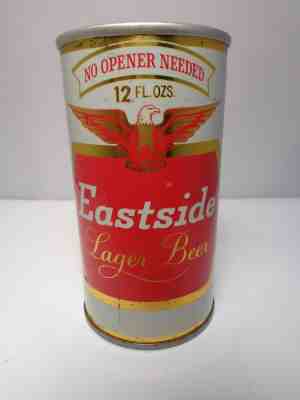 NO OPENER NEEDED
12 FL. OZS.
Eastside
Lager Beer